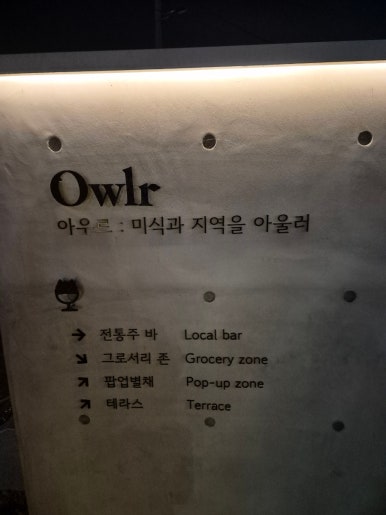 Owlr
아우르 : 미식과 지역을 아울러
→ 전통주 바 Local bar
↘ 그로서리 존 Grocery zone
↗ 팝업별채 Pop-up zone
↗ 테라스 Terrace